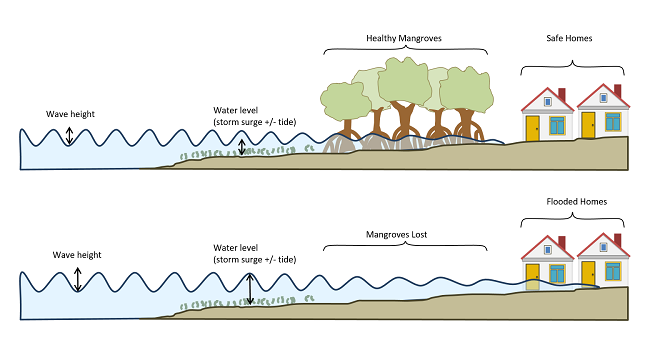 Healthy Mangroves
Safe Homes
Wave height
Water level
(storm surge +/- tide)
Flooded Homes
Mangroves Lost
Wave height
Water level
(storm surge +/- tide)